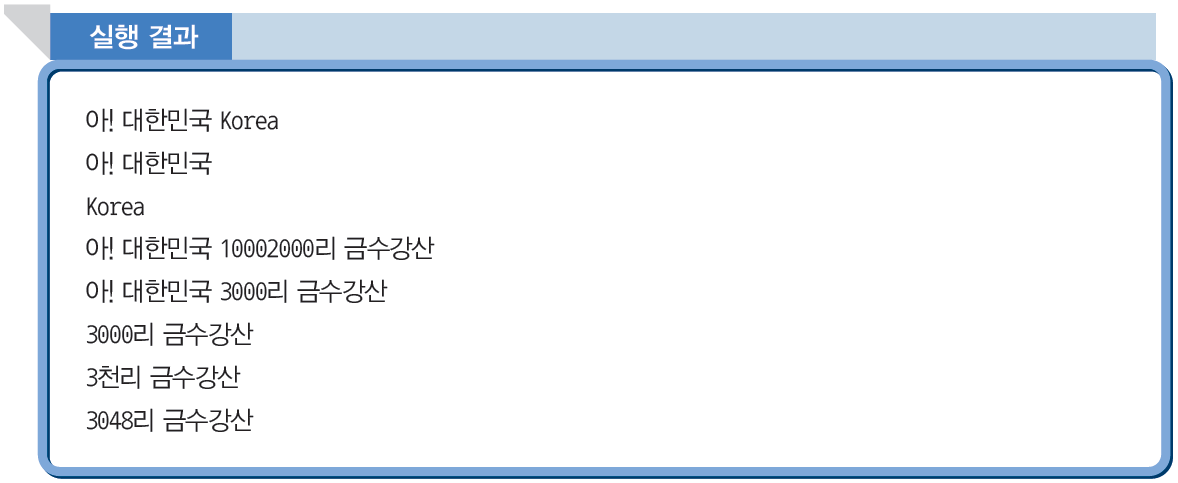 실행 결과
아! 대한민국 Korea
아! 대한민국
Korea
아! 대한민국 10002000리 금수강산
아! 대한민국 3000리 금수강산
3000리 금수강산
3천리 금수강산
3048리 금수강산